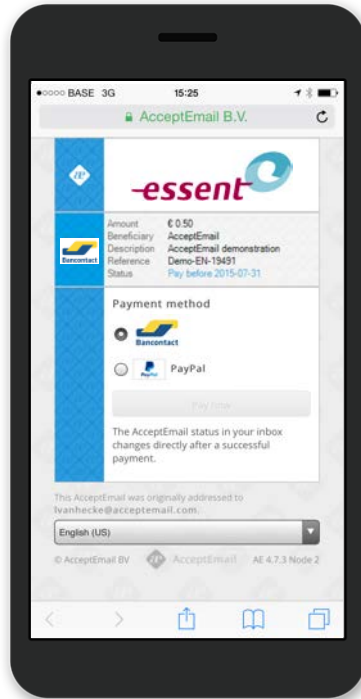 BASE 3G 15:25
AcceptEmail B.V.
essent
Amount € 0.50
Beneficiary AcceptEmail
Description AcceptEmail demonstration
Reference Demo-EN-19491
Status Pay before 2015-07-31
Bancontact
Payment method
Bancontact
PayPal PayPal
Pay now
The AcceptEmail status in your inbox
changes directly after a successful
payment.
This AcceptEmail was originally addressed to
lvanhecke@acceptemail.com.
English (US)
© AcceptEmail BV AcceptEmail AE 4.7.3 Node 2